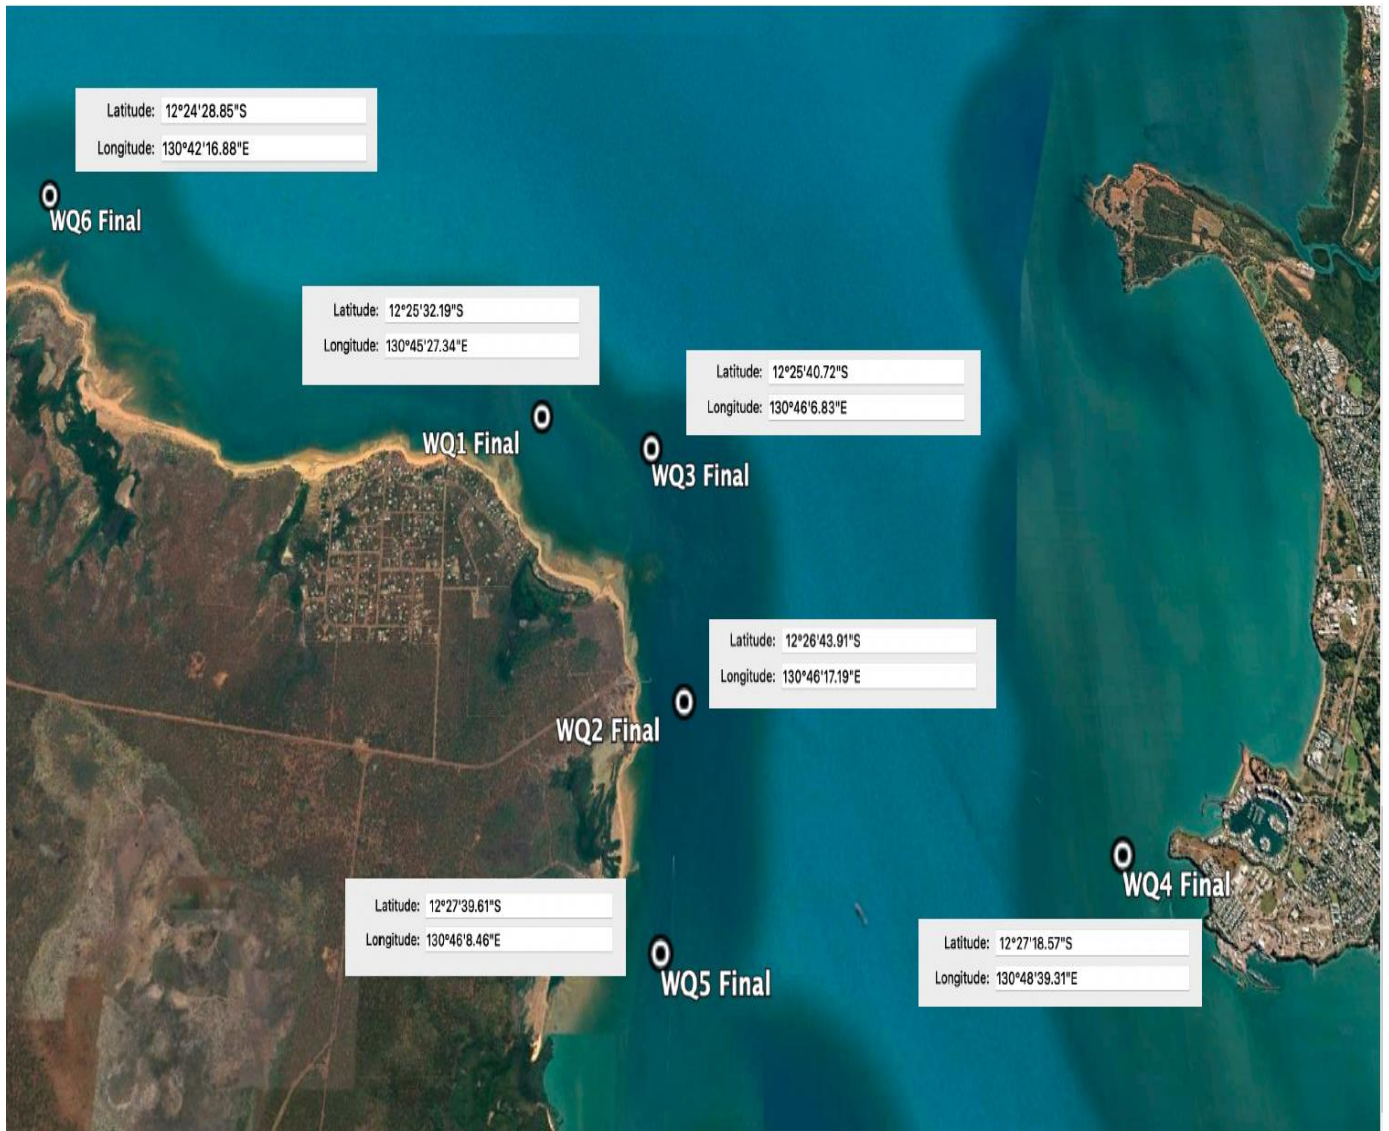 Latitude: 12°24'28.85"S
Longitude: 130°42'16.88"E
WQ6 Final
Latitude: 12°25'32.19"S
Longitude: 130°45'27.34"E
WQ1 Final
Latitude: 12°25'40.72"S
Longitude: 130°46'6.83"E
WQ3 Final
Latitude: 12°26'43.91"S
Longitude: 130°46'17.19"E
WQ2 Final
WQ4 Final
Latitude: 12°27'39.61"S
Longitude: 130°46'8.46"E
WQ5 Final
Latitude: 12°27'18.57"S
Longitude: 130°48'39.31"E